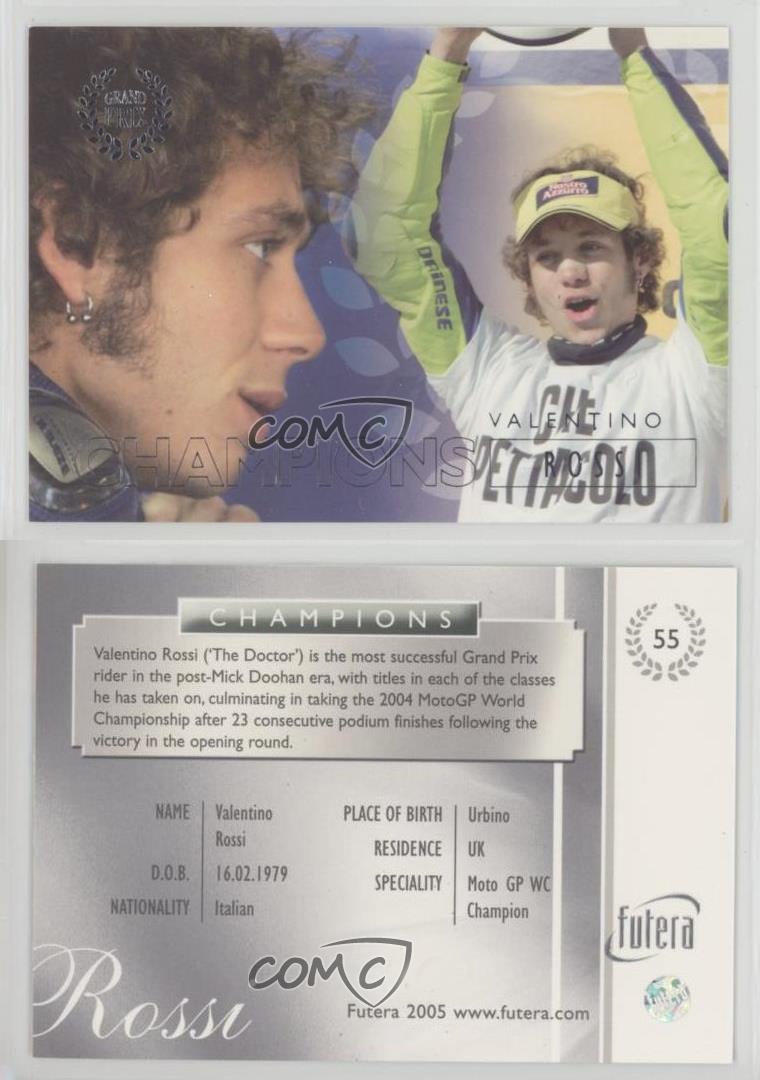 GRAND
PRIX
Nastro
Azzurro
DAINESE
COMC
CHAMPIONS
VALENTINO
ROSSI
CHE
SPETTACOLO
CHAMPIONS
55
Valentino Rossi ('The Doctor') is the most successful Grand Prix
rider in the post-Mick Doohan era, with titles in each of the classes
he has taken on, culminating in taking the 2004 MotoGP World
Championship after 23 consecutive podium finishes following the
victory in the opening round.
NAME Valentino
Rossi
D.O.B. 16.02.1979
NATIONALITY Italian
PLACE OF BIRTH Urbino
RESIDENCE UK
SPECIALITY Moto GP WC
Champion
futera
COMC
Rossi
Futera 2005 www.futera.com